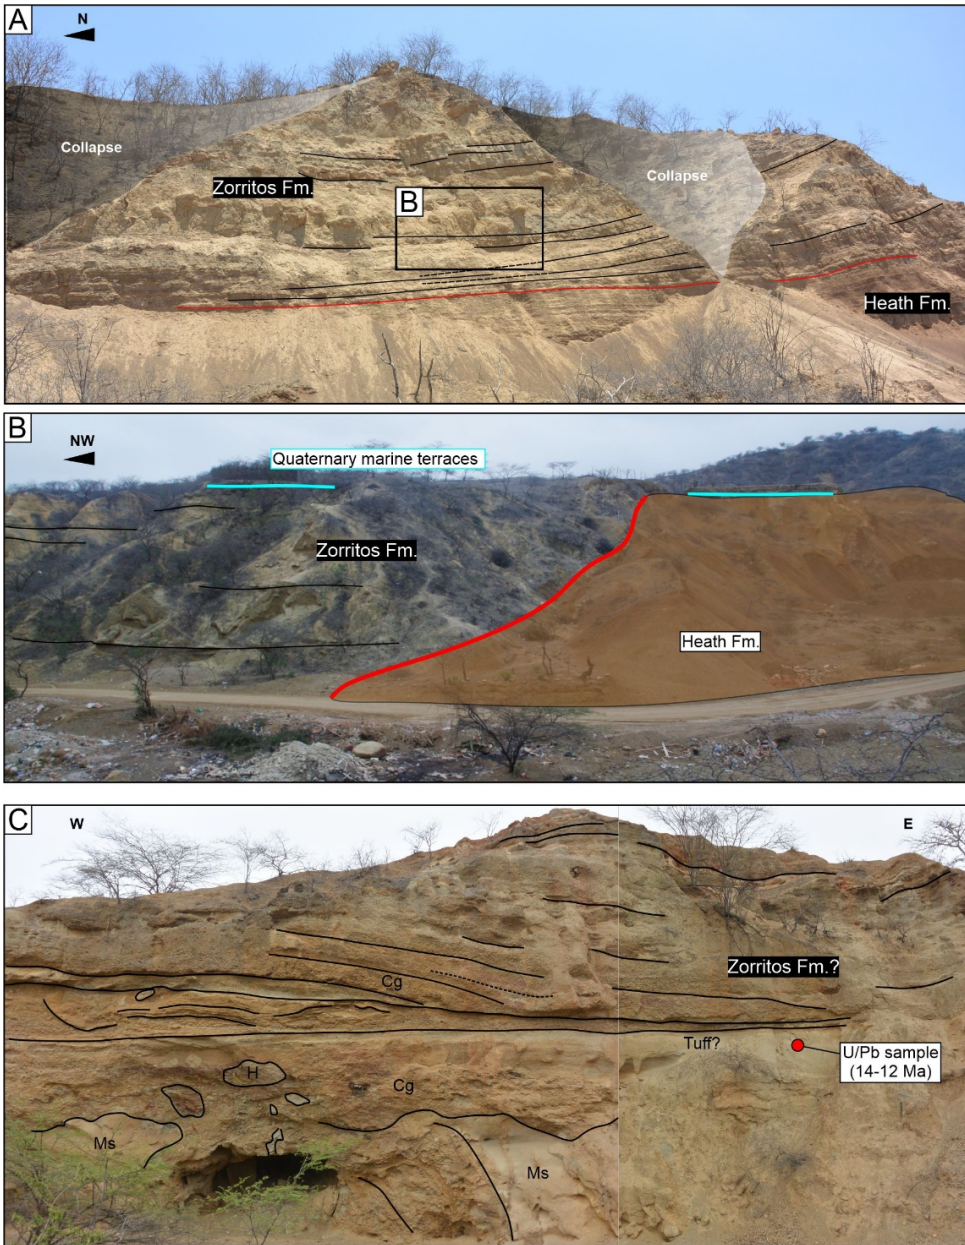 A
N
Collapse
Zorritos Fm.
Collapse
B
Heath Fm.
B
NW
Quaternary marine terraces
Zorritos Fm.
Heath Fm.
C
W
E
Zorritos Fm.?
Cg
Tuff?
U/Pb sample
(14-12 Ma)
H
Cg
Ms
Ms